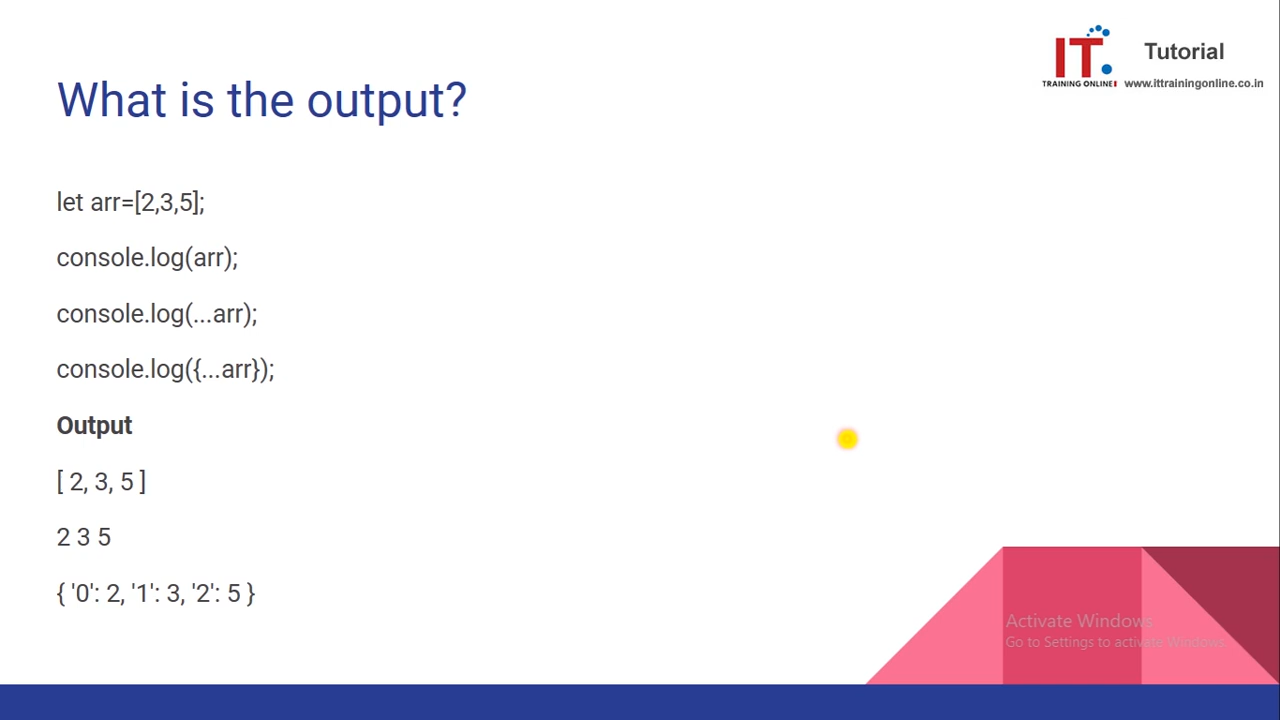 IT. Tutorial
TRAINING ONLINE www.ittrainingonline.co.in
What is the output?
let arr=[2,3,5];
console.log(arr);
console.log(...arr);
console.log({...arr});
Output
[ 2, 3, 5 ]
2 3 5
{ '0': 2, '1': 3, '2': 5 }
Activate Windows
Go to Settings to activate Windows.